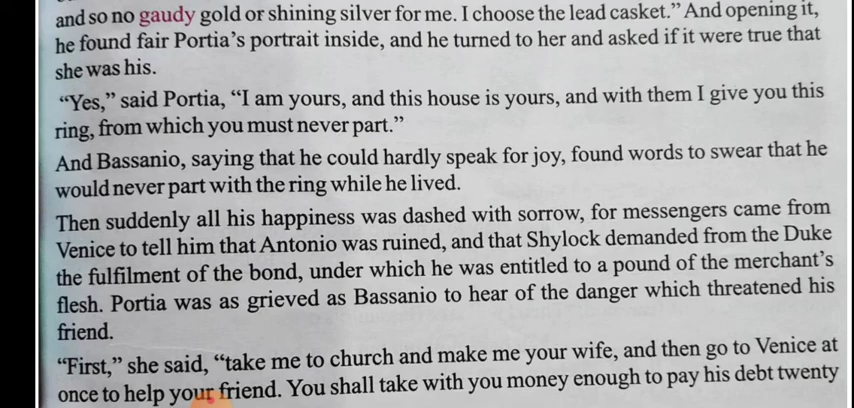 and so no gaudy gold or shining silver for me. I choose the lead casket.” And opening it,
he found fair Portia’s portrait inside, and he turned to her and asked if it were true that
she was his.
“Yes,” said Portia, “I am yours, and this house is yours, and with them I give you this
ring, from which you must never part.”
And Bassanio, saying that he could hardly speak for joy, found words to swear that he
would never part with the ring while he lived.
Then suddenly all his happiness was dashed with sorrow, for messengers came from
Venice to tell him that Antonio was ruined, and that Shylock demanded from the Duke
the fulfilment of the bond, under which he was entitled to a pound of the merchant’s
flesh. Portia was as grieved as Bassanio to hear of the danger which threatened his
friend.
“First,” she said, “take me to church and make me your wife, and then go to Venice at
once to help your friend. You shall take with you money enough to pay his debt twenty